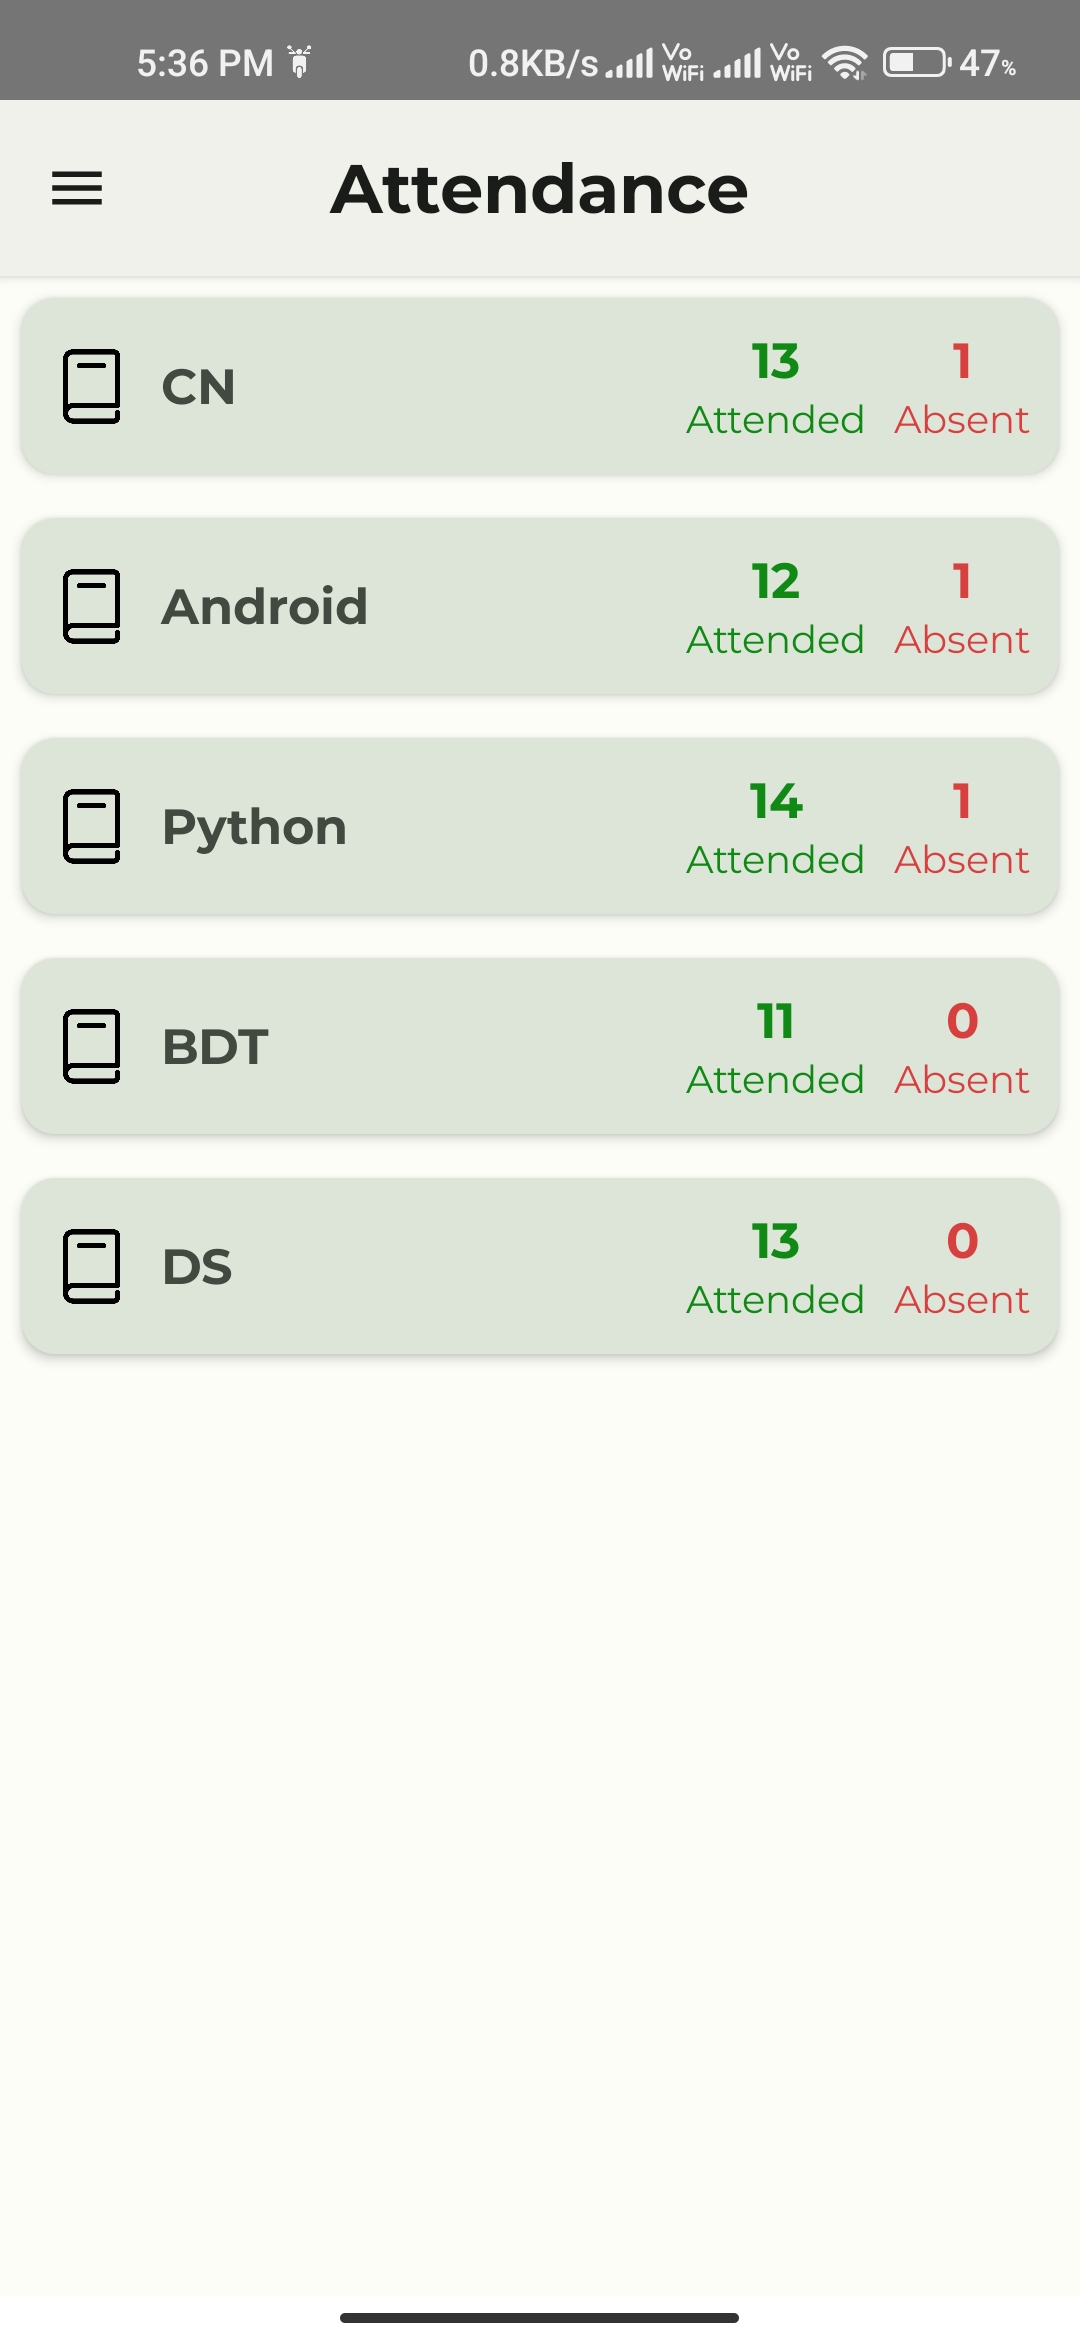 5:36 PM 0.8KB/s Vo WiFi Vo WiFi 47%
Attendance
CN
13 1
Attended Absent
Android
12 1
Attended Absent
Python
14 1
Attended Absent
BDT
11 0
Attended Absent
DS
13 0
Attended Absent